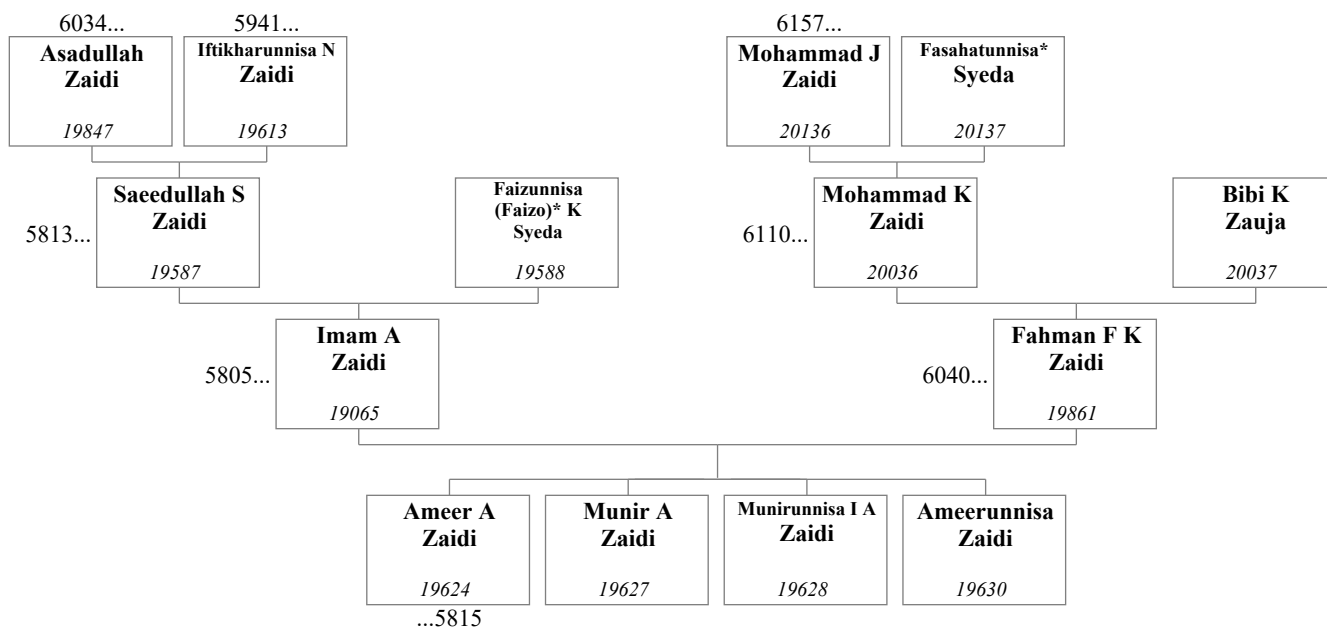 6034...
5941...
6157...
Asadullah
Zaidi
19847
Iftikharunnisa N
Zaidi
19613
Mohammad J
Zaidi
20136
Fasahatunnisa*
Syeda
20137
5813...
Saeedullah S
Zaidi
19587
Faizunnisa
(Faizo)* K
Syeda
19588
6110...
Mohammad K
Zaidi
20036
Bibi K
Zauja
20037
5805...
Imam A
Zaidi
19065
6040...
Fahman F K
Zaidi
19861
Ameer A
Zaidi
19624
Munir A
Zaidi
19627
Munirunnisa I A
Zaidi
19628
Ameerunnisa
Zaidi
19630
...5815